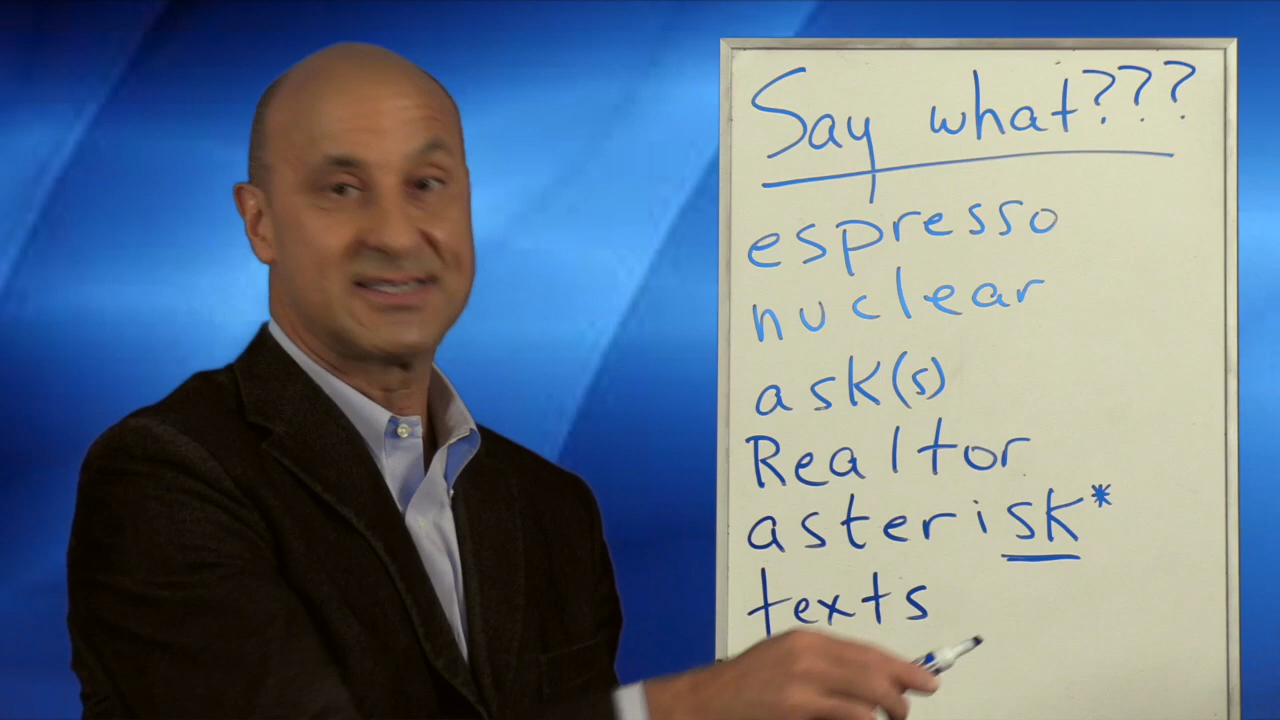 Say what???
espresso
nuclear
ask(s)
Realtor
asterisk*
texts